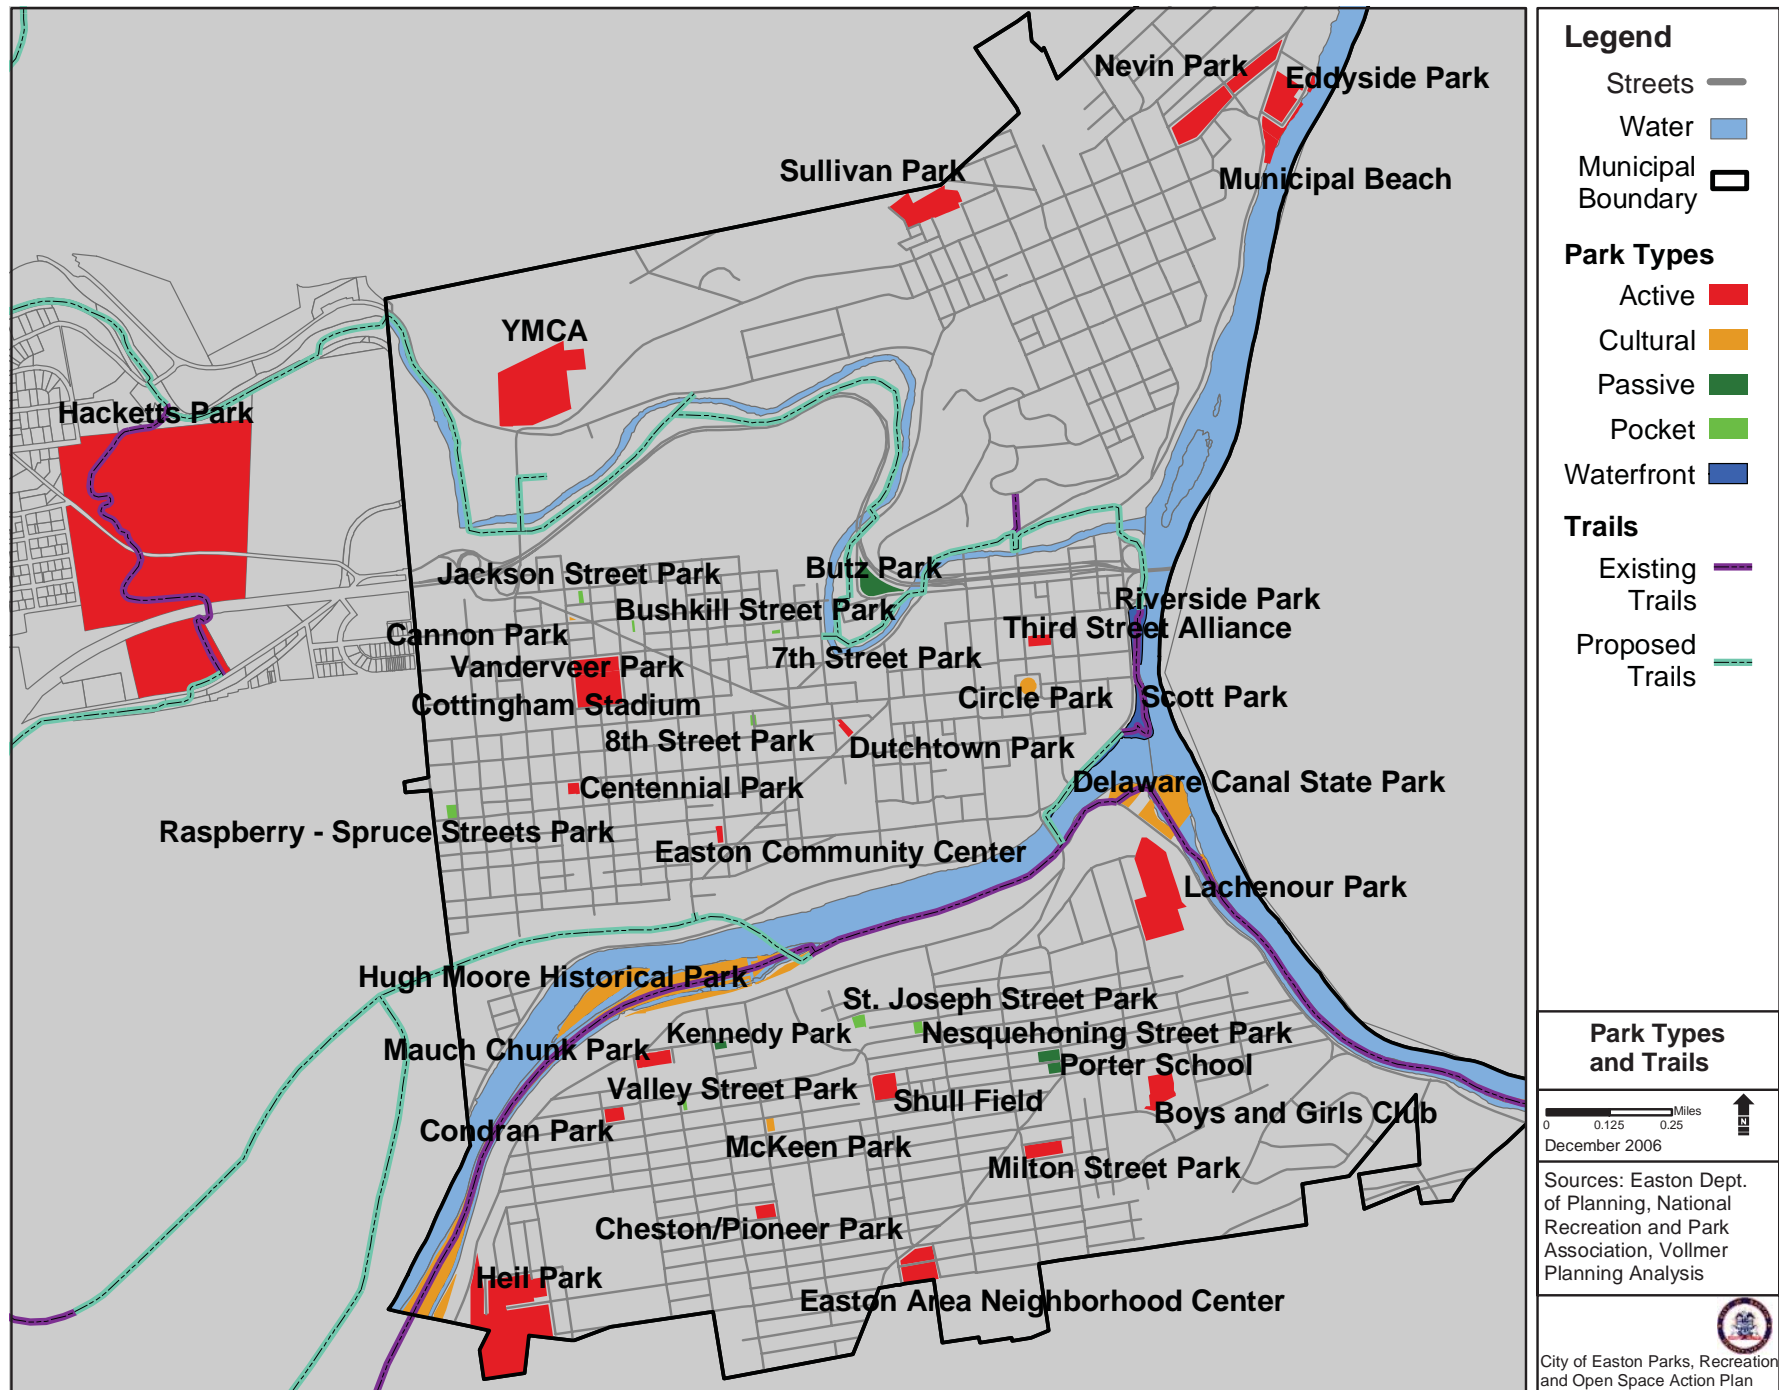 Nevin Park
Eddyside Park
Sullivan Park
Municipal Beach
YMCA
Hacketts Park
Jackson Street Park
Butz Park
Bushkill Street Park
Riverside Park
Cannon Park
Third Street Alliance
Vanderveer Park
7th Street Park
Cottingham Stadium
Circle Park
Scott Park
8th Street Park
Dutchtown Park
Centennial Park
Delaware Canal State Park
Raspberry - Spruce Streets Park
Easton Community Center
Lachenour Park
Hugh Moore Historical Park
St. Joseph Street Park
Kennedy Park
Nesquehoning Street Park
Mauch Chunk Park
Porter School
Valley Street Park
Shull Field
Boys and Girls Club
Condran Park
McKeen Park
Milton Street Park
Cheston/Pioneer Park
Heil Park
Easton Area Neighborhood Center
Legend
Streets
Water
Municipal
Boundary
Park Types
Active
Cultural
Passive
Pocket
Waterfront
Trails
Existing
Trails
Proposed
Trails
Park Types
and Trails
Miles
0 0.125 0.25
N
December 2006
Sources: Easton Dept.
of Planning, National
Recreation and Park
Association, Vollmer
Planning Analysis
City of Easton Parks, Recreation
and Open Space Action Plan